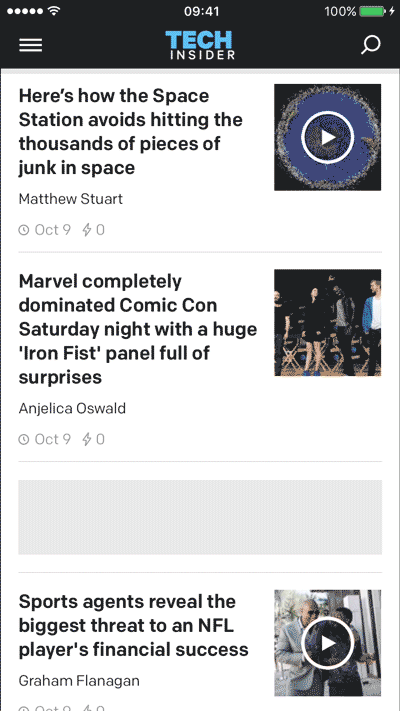 09:41
100%
TECH
INSIDER
Here's how the Space
Station avoids hitting the
thousands of pieces of
junk in space
Matthew Stuart
Oct 9 0
Marvel completely
dominated Comic Con
Saturday night with a huge
'Iron Fist' panel full of
surprises
Anjelica Oswald
Oct 9 0
Sports agents reveal the
biggest threat to an NFL
player's financial success
Graham Flanagan
Oct 9 0